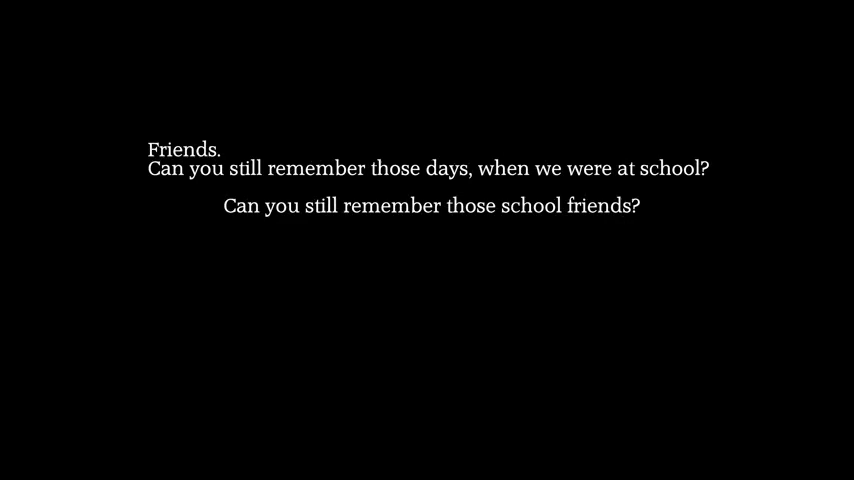 Friends.
Can you still remember those days, when we were at school?
Can you still remember those school friends?